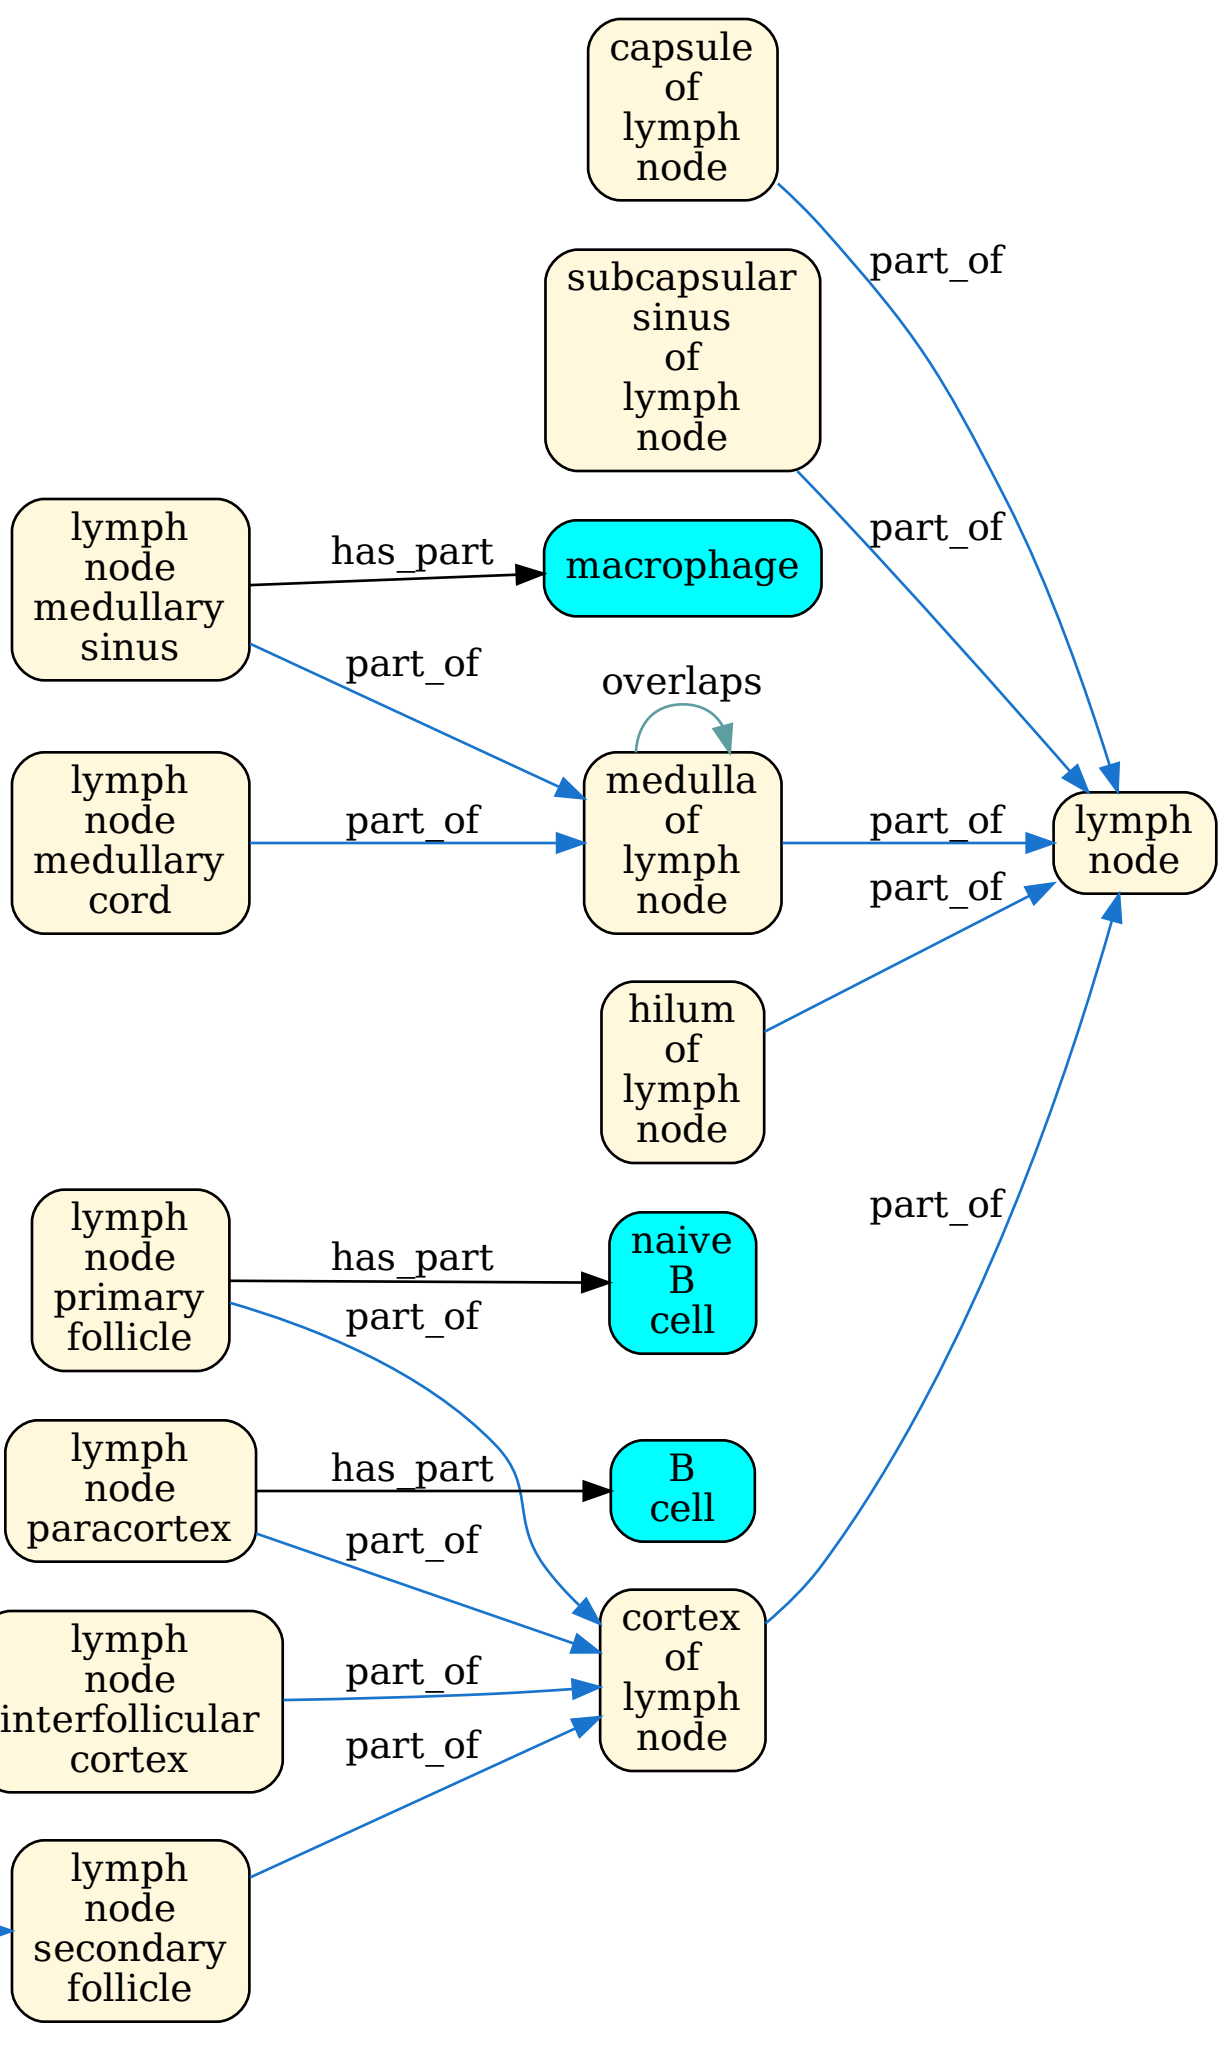 capsule
of
lymph
node
part_of
subcapsular
sinus
of
lymph
node
part_of
lymph
node
medullary
sinus
has_part
macrophage
part_of
overlaps
lymph
node
medullary
cord
part_of
medulla
of
lymph
node
part_of
lymph
node
part_of
hilum
of
lymph
node
part_of
lymph
node
primary
follicle
has_part
naive
B
cell
part_of
lymph
node
paracortex
has_part
B
cell
part_of
lymph
node
interfollicular
cortex
part_of
cortex
of
lymph
node
part_of
lymph
node
secondary
follicle